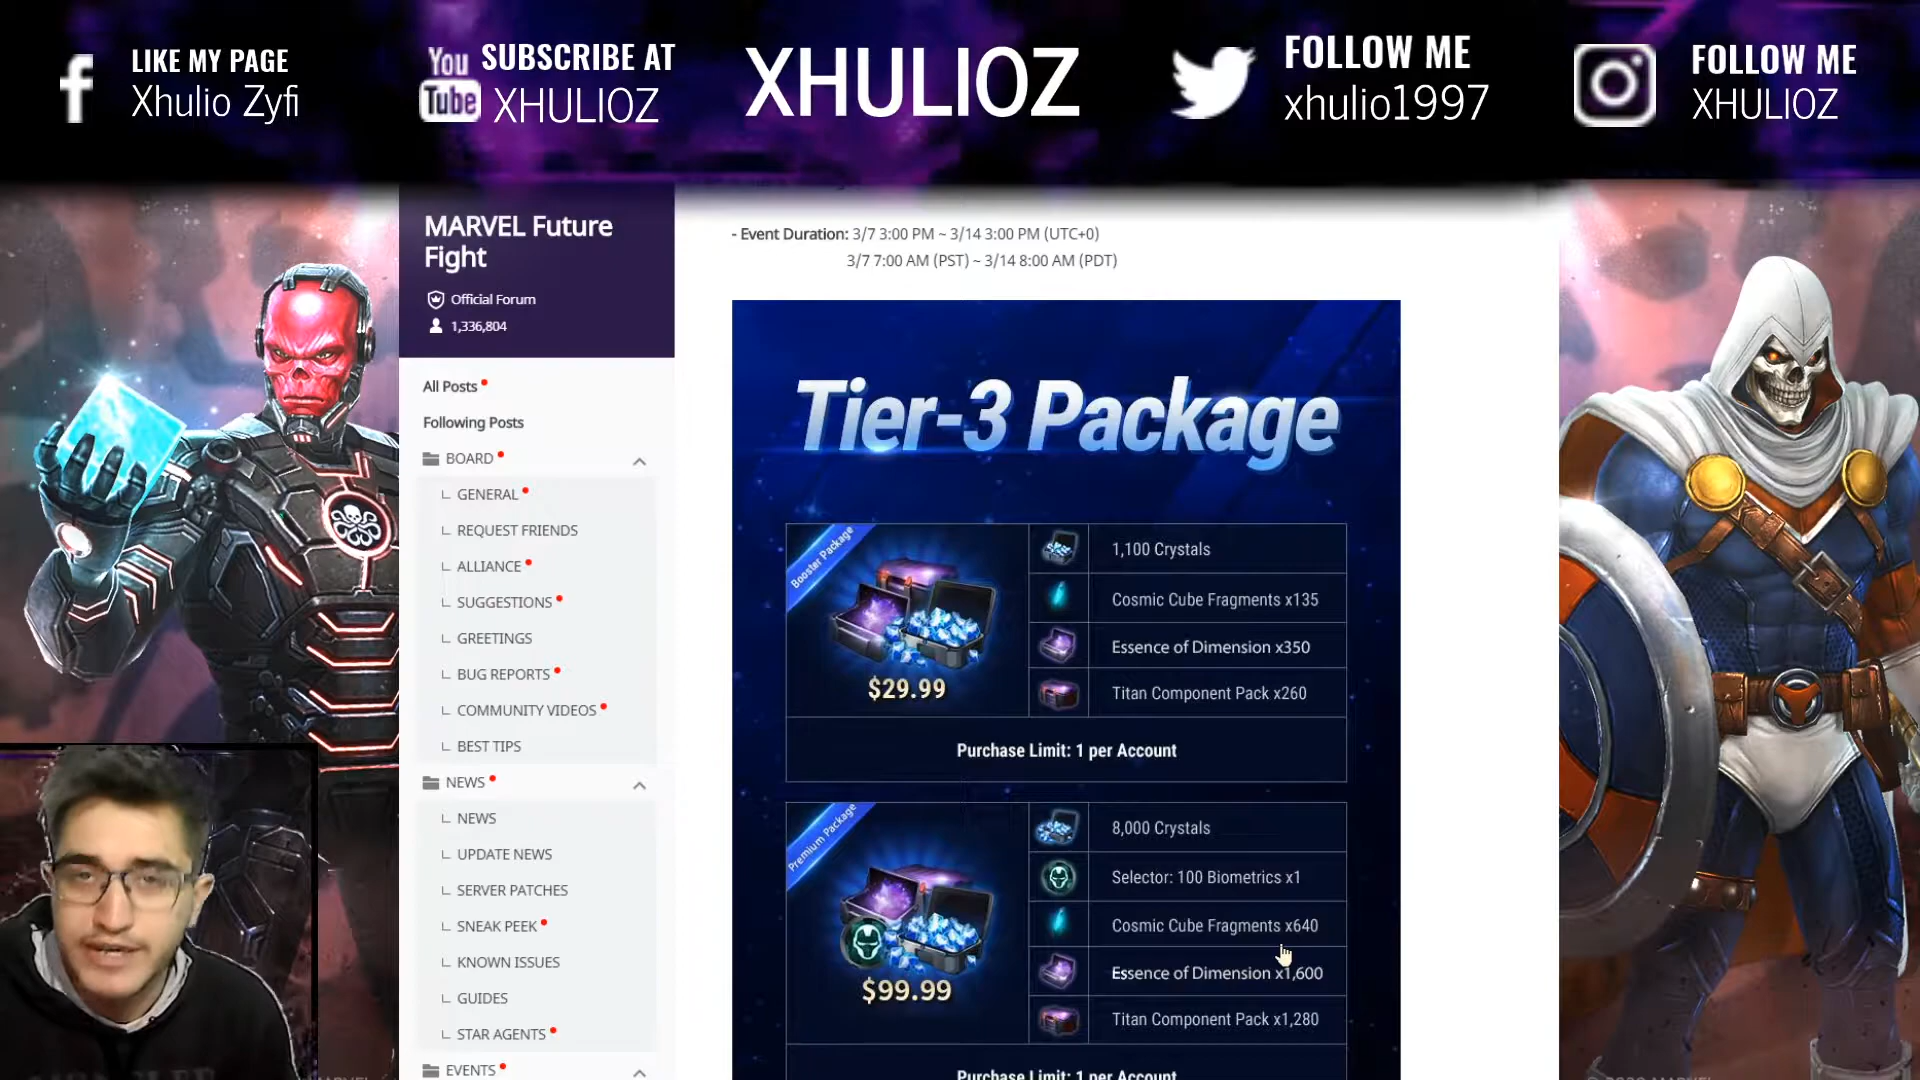 LIKE MY PAGE
Xhulio Zyfi
You
Tube
SUBSCRIBE AT
XHULIOZ
XHULIOZ
FOLLOW ME
xhulio1997
FOLLOW ME
XHULIOZ
MARVEL Future
Fight
Official Forum
1,336,804
All Posts
Following Posts
BOARD
GENERAL
REQUEST FRIENDS
ALLIANCE
SUGGESTIONS
GREETINGS
BUG REPORTS
COMMUNITY VIDEOS
BEST TIPS
NEWS
NEWS
UPDATE NEWS
SERVER PATCHES
SNEAK PEEK
KNOWN ISSUES
GUIDES
STAR AGENTS
EVENTS
- Event Duration: 3/7 3:00 PM ~ 3/14 3:00 PM (UTC+0)
3/7 7:00 AM (PST) ~ 3/14 8:00 AM (PDT)
Tier-3 Package
Booster Package
$29.99
1,100 Crystals
Cosmic Cube Fragments x135
Essence of Dimension x350
Titan Component Pack x260
Purchase Limit: 1 per Account
Premium Package
$99.99
8,000 Crystals
Selector: 100 Biometrics x1
Cosmic Cube Fragments x640
Essence of Dimension x1,600
Titan Component Pack x1,280
Purchase Limit: 1 per Account